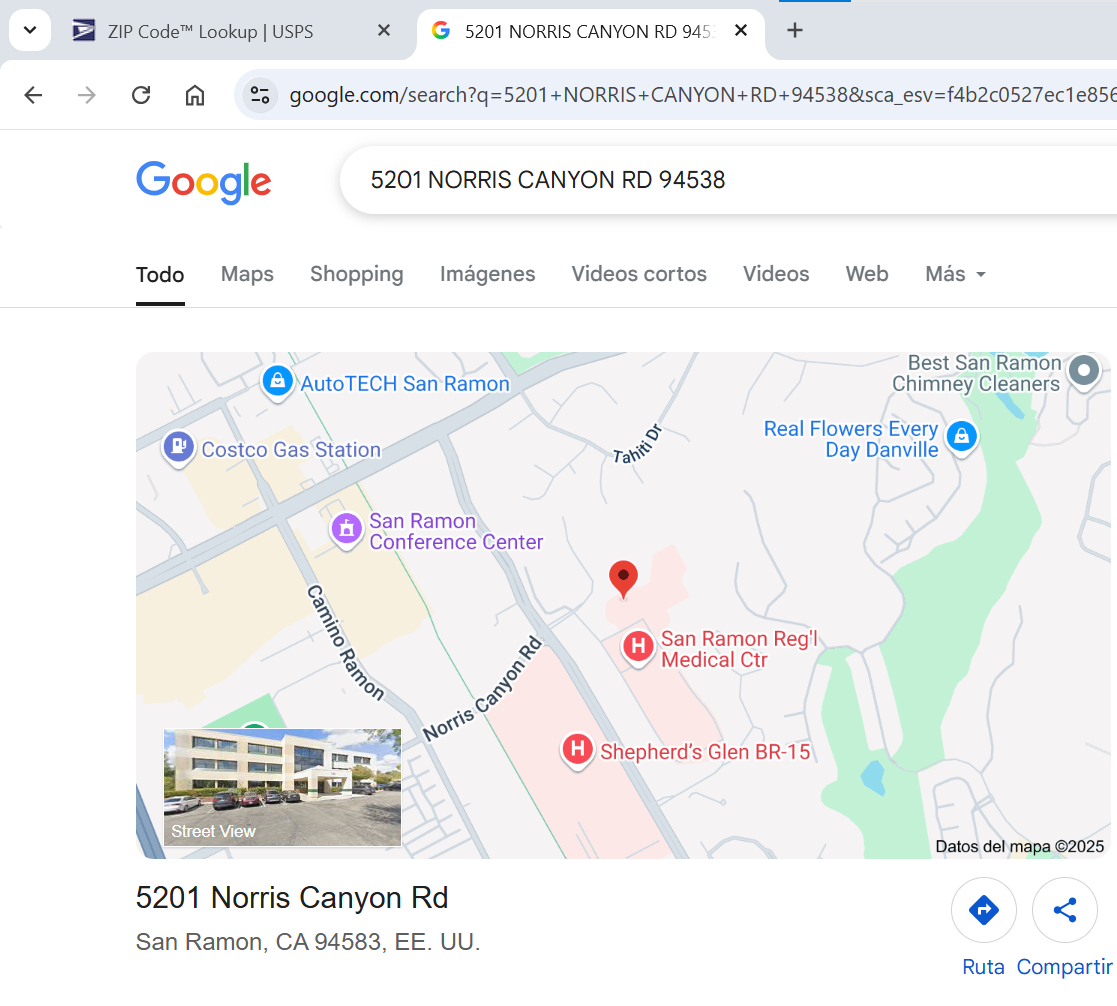 ZIP Code™ Lookup | USPS
5201 NORRIS CANYON RD 9453
google.com/search?q=5201+NORRIS+CANYON+RD+94538&sca_esv=f4b2c0527ec1e856
Google
5201 NORRIS CANYON RD 94538
Todo Maps Shopping Imágenes Videos cortos Videos Web Más
AutoTECH San Ramon
Best San Ramon
Chimney Cleaners
Costco Gas Station
Tahiti Dr
Real Flowers Every
Day Danville
San Ramon
Conference Center
Camino Ramon
Norris Canyon Rd
H
San Ramon Reg'l
Medical Ctr
H
Shepherd's Glen BR-15
Street View
Datos del mapa ©2025
5201 Norris Canyon Rd
San Ramon, CA 94583, EE. UU.
Ruta Compartir